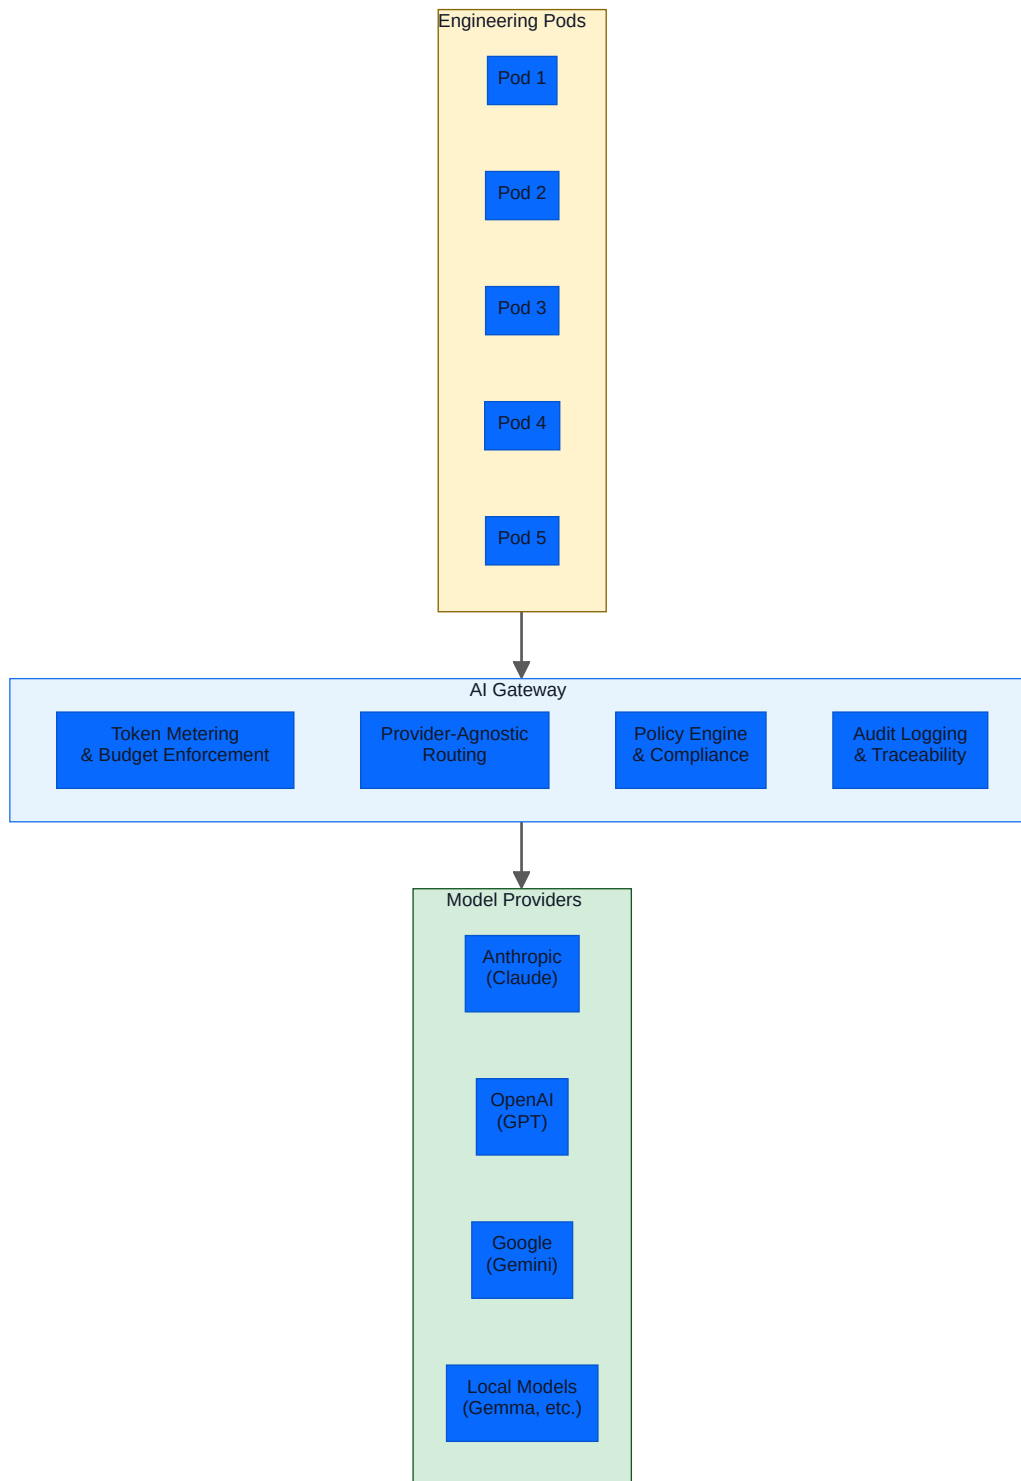 Engineering Pods
Pod 1
Pod 2
Pod 3
Pod 4
Pod 5
AI Gateway
Token Metering
& Budget Enforcement
Provider-Agnostic
Routing
Policy Engine
& Compliance
Audit Logging
& Traceability
Model Providers
Anthropic
(Claude)
OpenAI
(GPT)
Google
(Gemini)
Local Models
(Gemma, etc.)